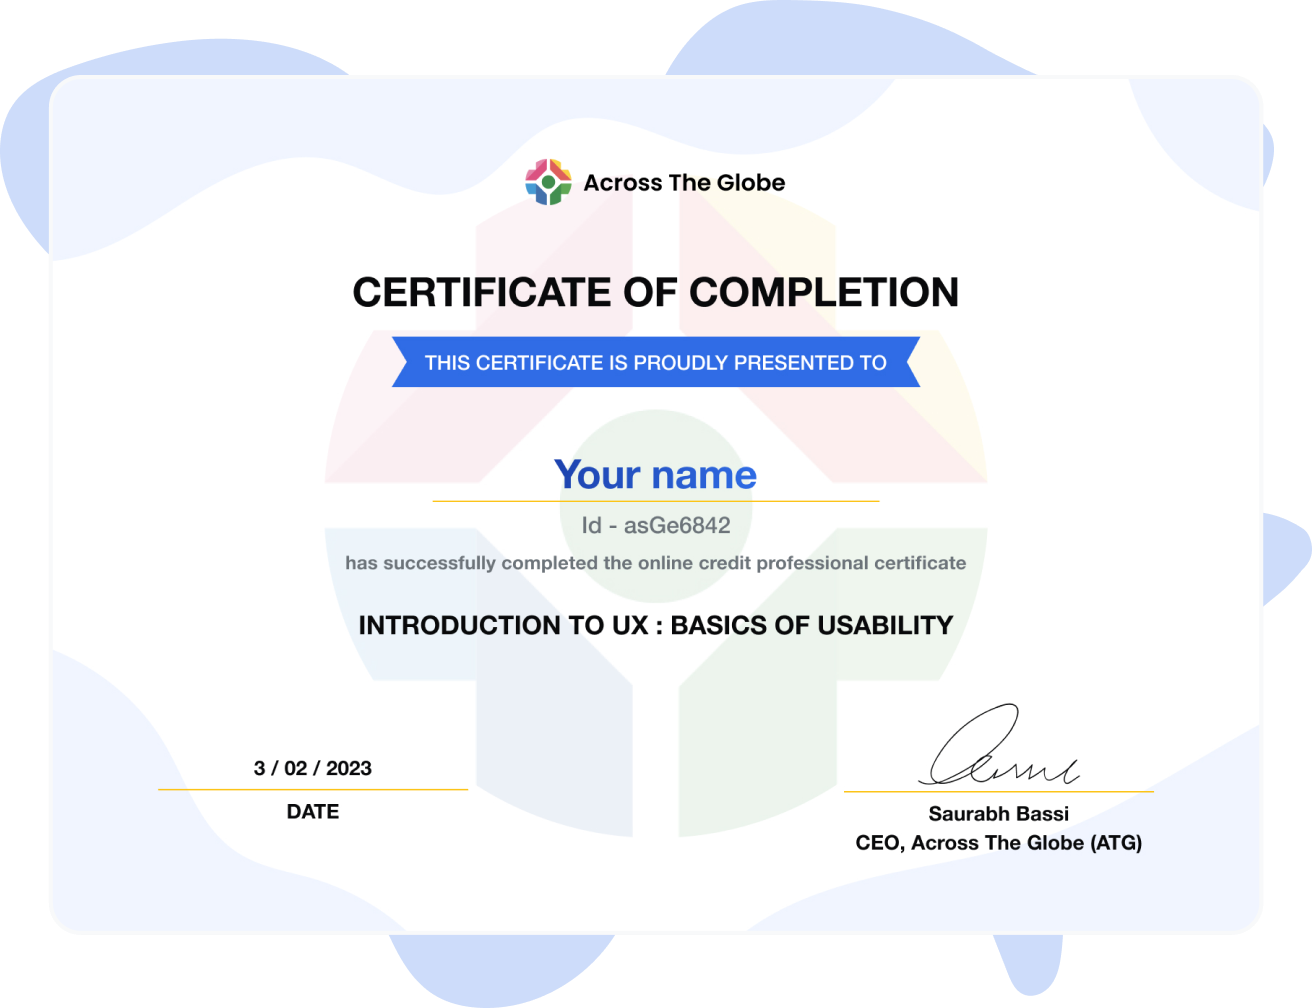 Across The Globe
CERTIFICATE OF COMPLETION
THIS CERTIFICATE IS PROUDLY PRESENTED TO
Your name
Id - asGe6842
has successfully completed the online credit professional certificate
INTRODUCTION TO UX : BASICS OF USABILITY
3 / 02 / 2023
DATE
Saurabh Bassi
CEO, Across The Globe (ATG)